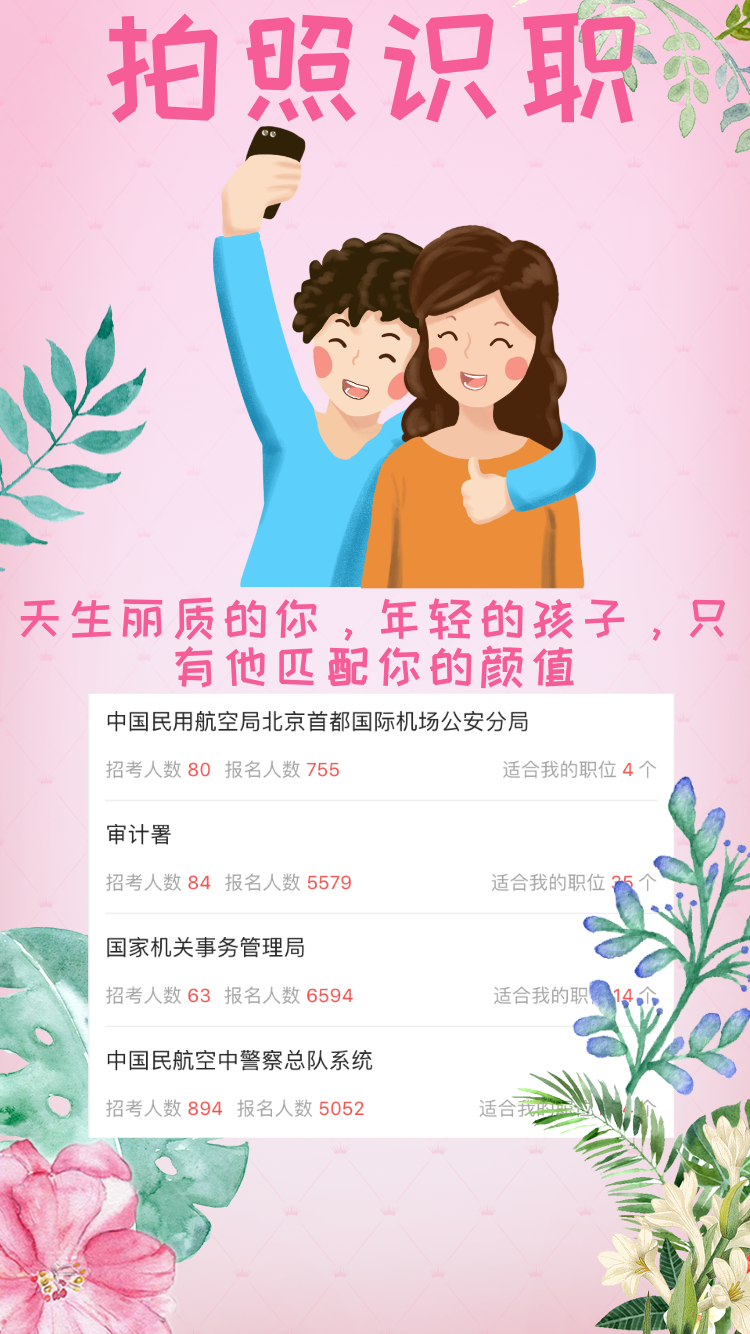 拍照识职
天生丽质的你，年轻的孩子，只
有他匹配你的颜值
中国民用航空局北京首都国际机场公安分局
招考人数 80 报名人数 755 适合我的职位 4 个
审计署
招考人数 84 报名人数 5579 适合我的职位 35 个
国家机关事务管理局
招考人数 63 报名人数 6594 适合我的职 14 个
中国民航空中警察总队系统
招考人数 894 报名人数 5052 适合我的 个